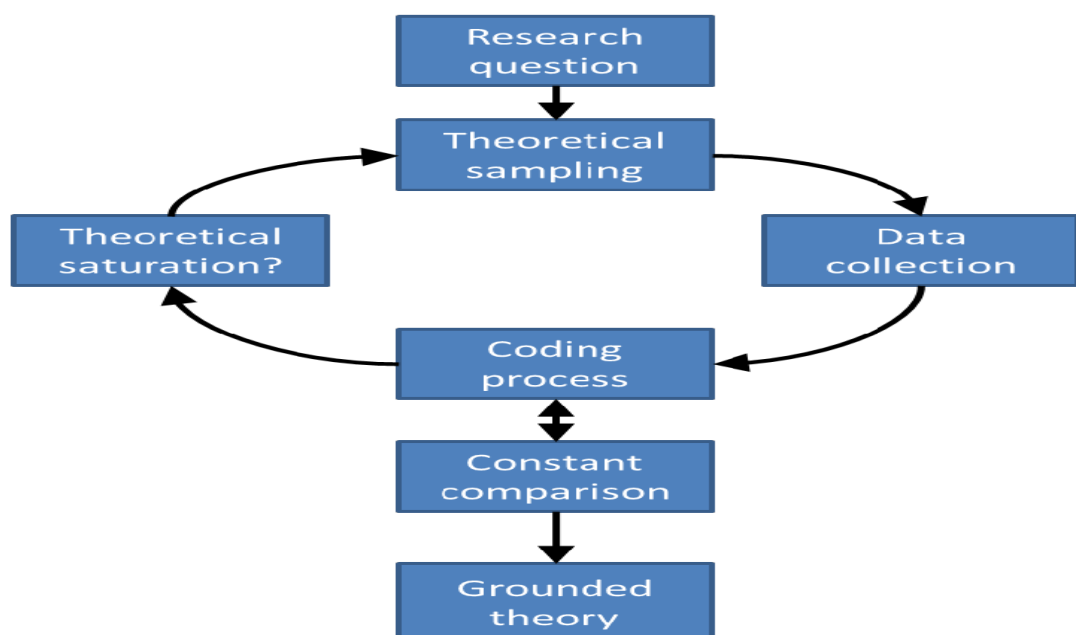 Research
question
Theoretical
sampling
Theoretical
saturation?
Data
collection
Coding
process
Constant
comparison
Grounded
theory